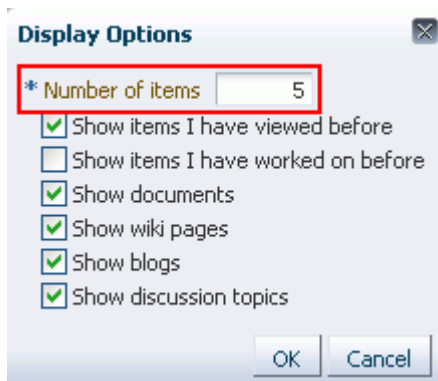 Display Options
* Number of items 5
Show items I have viewed before
Show items I have worked on before
Show documents
Show wiki pages
Show blogs
Show discussion topics
OK Cancel